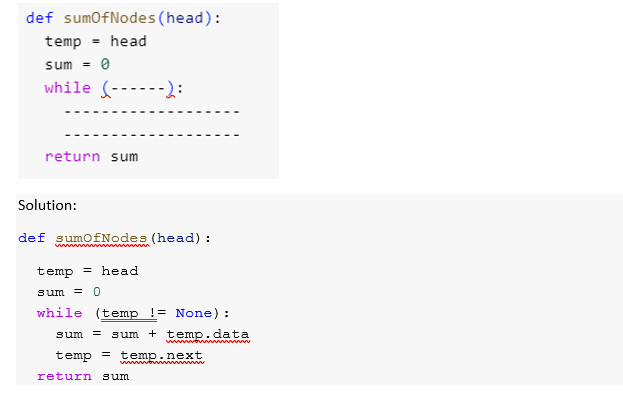 def sumOfNodes(head):
  temp = head
  sum = 0
  while (------):
    -------------------
    -------------------
  return sum
Solution:
def sumOfNodes(head):
  temp = head
  sum = 0
  while (temp != None):
    sum = sum + temp.data
    temp = temp.next
  return sum